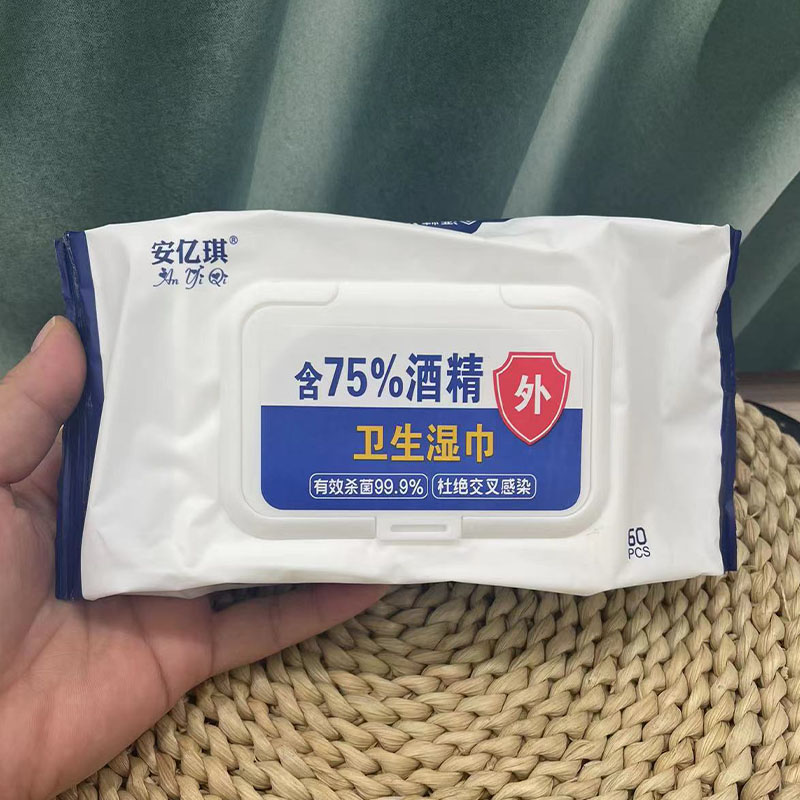 安亿琪®
An Yi Qi
含75%酒精
外
卫生湿巾
有效杀菌99.9% 杜绝交叉感染
60
PCS